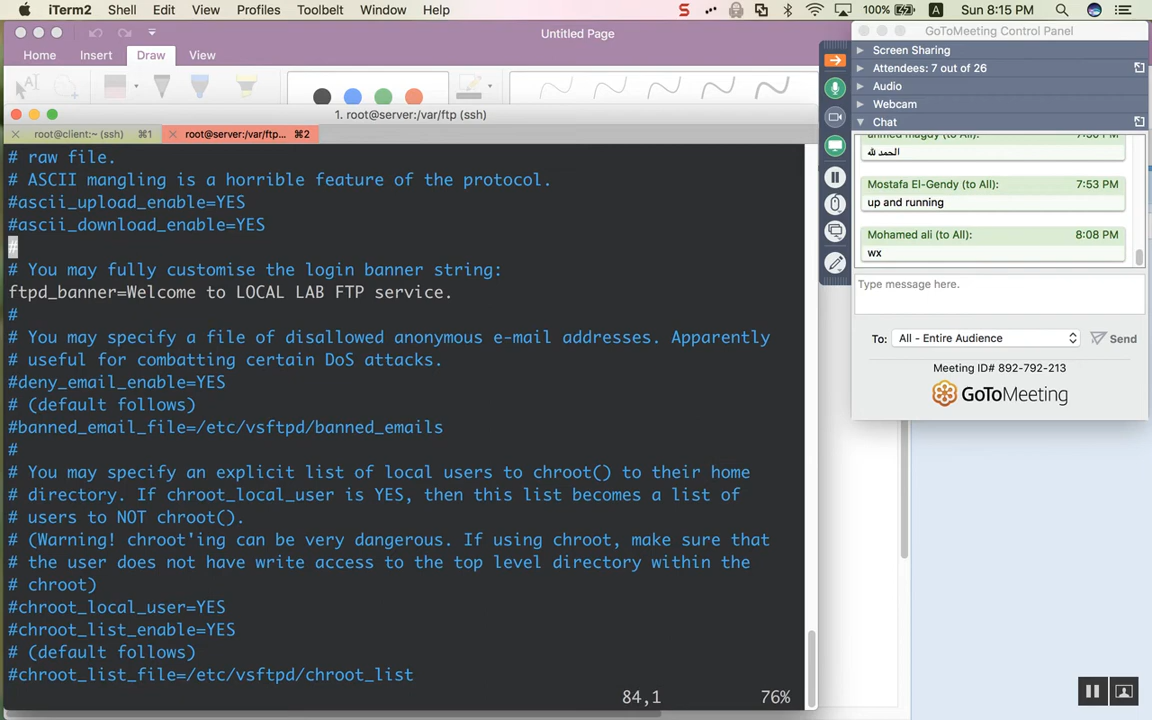 iTerm2 Shell Edit View Profiles Toolbelt Window Help
100% A Sun 8:15 PM
Untitled Page
Home Insert Draw View
1. root@server:/var/ftp (ssh)
root@client:~ (ssh) ⌘1 root@server:/var/ftp... ⌘2
# raw file.
# ASCII mangling is a horrible feature of the protocol.
#ascii_upload_enable=YES
#ascii_download_enable=YES
#
# You may fully customise the login banner string:
ftpd_banner=Welcome to LOCAL LAB FTP service.
#
# You may specify a file of disallowed anonymous e-mail addresses. Apparently
# useful for combatting certain DoS attacks.
#deny_email_enable=YES
# (default follows)
#banned_email_file=/etc/vsftpd/banned_emails
#
# You may specify an explicit list of local users to chroot() to their home
# directory. If chroot_local_user is YES, then this list becomes a list of
# users to NOT chroot().
# (Warning! chroot'ing can be very dangerous. If using chroot, make sure that
# the user does not have write access to the top level directory within the
# chroot)
#chroot_local_user=YES
#chroot_list_enable=YES
# (default follows)
#chroot_list_file=/etc/vsftpd/chroot_list
84,1 76%
GoToMeeting Control Panel
Screen Sharing
Attendees: 7 out of 26
Audio
Webcam
Chat
ahmed magdy (to All): 7:50 PM
الحمد لله
Mostafa El-Gendy (to All): 7:53 PM
up and running
Mohamed ali (to All): 8:08 PM
wx
Type message here.
To: All - Entire Audience Send
Meeting ID# 892-792-213
GoToMeeting